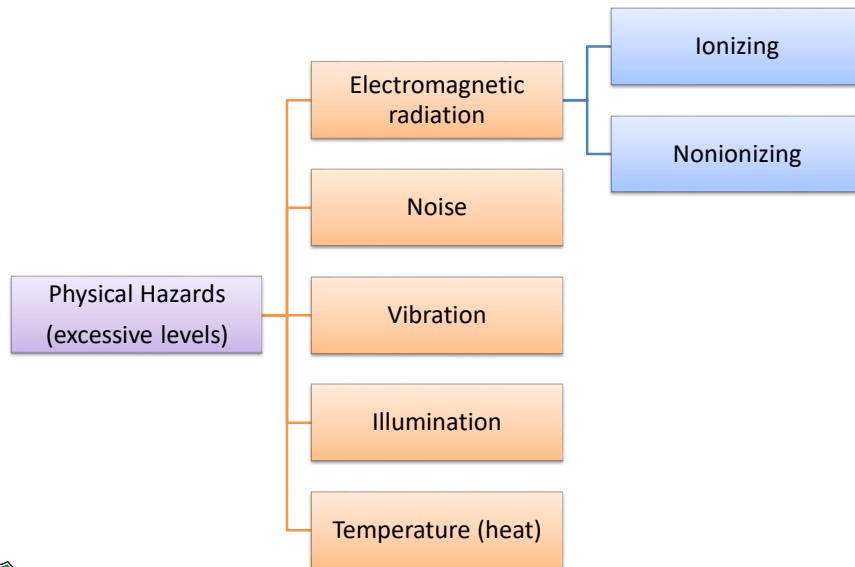 Physical Hazards
(excessive levels)
Electromagnetic
radiation
Ionizing
Nonionizing
Noise
Vibration
Illumination
Temperature (heat)